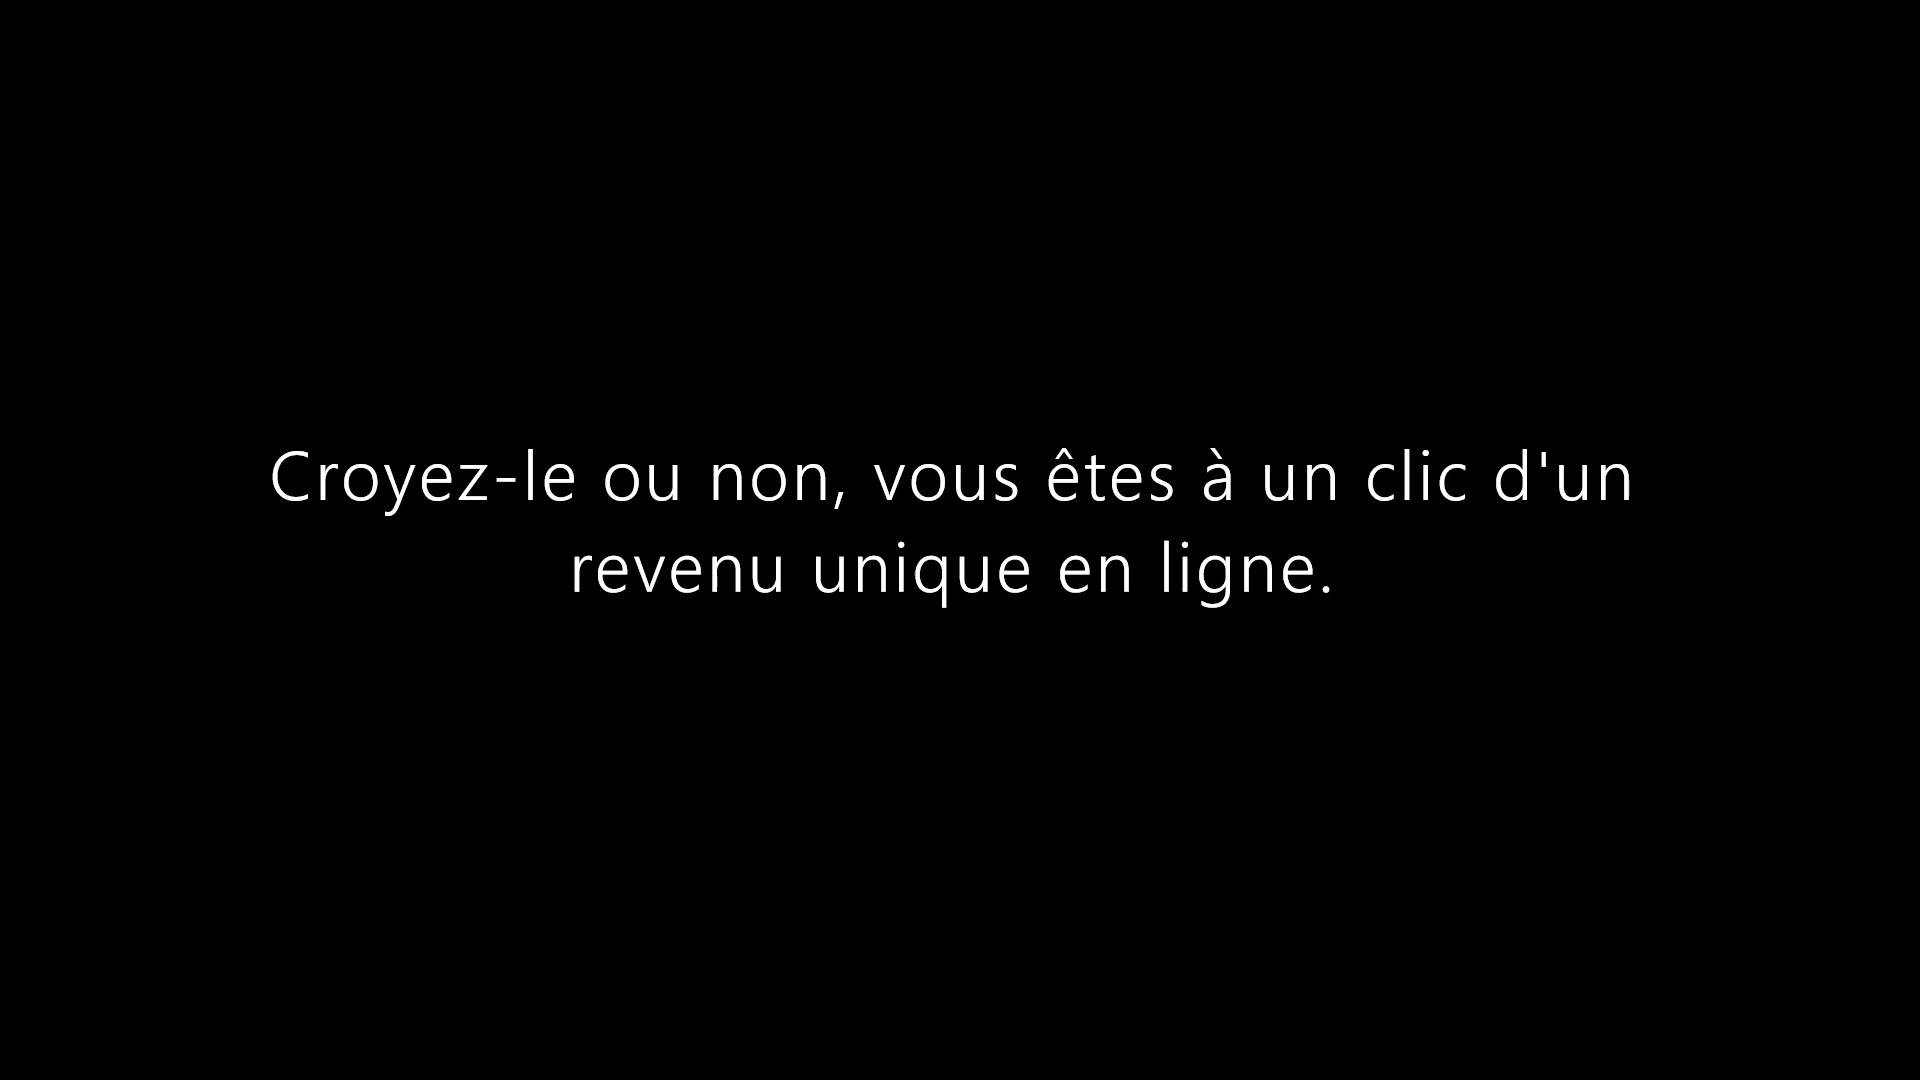 Croyez-le ou non, vous êtes à un clic d'un
revenu unique en ligne.